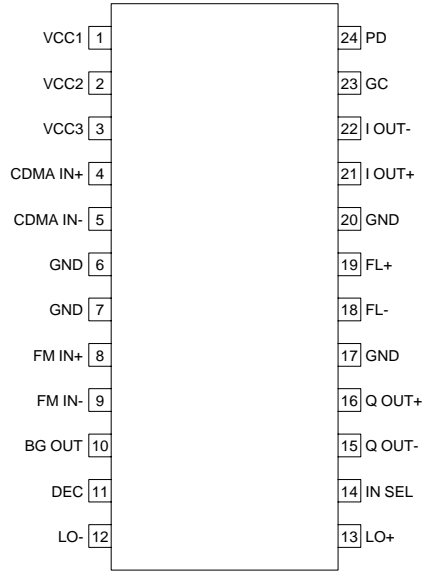 VCC1 1 24 PD
VCC2 2 23 GC
VCC3 3 22 I OUT-
CDMA IN+ 4 21 I OUT+
CDMA IN- 5 20 GND
GND 6 19 FL+
GND 7 18 FL-
FM IN+ 8 17 GND
FM IN- 9 16 Q OUT+
BG OUT 10 15 Q OUT-
DEC 11 14 IN SEL
LO- 12 13 LO+